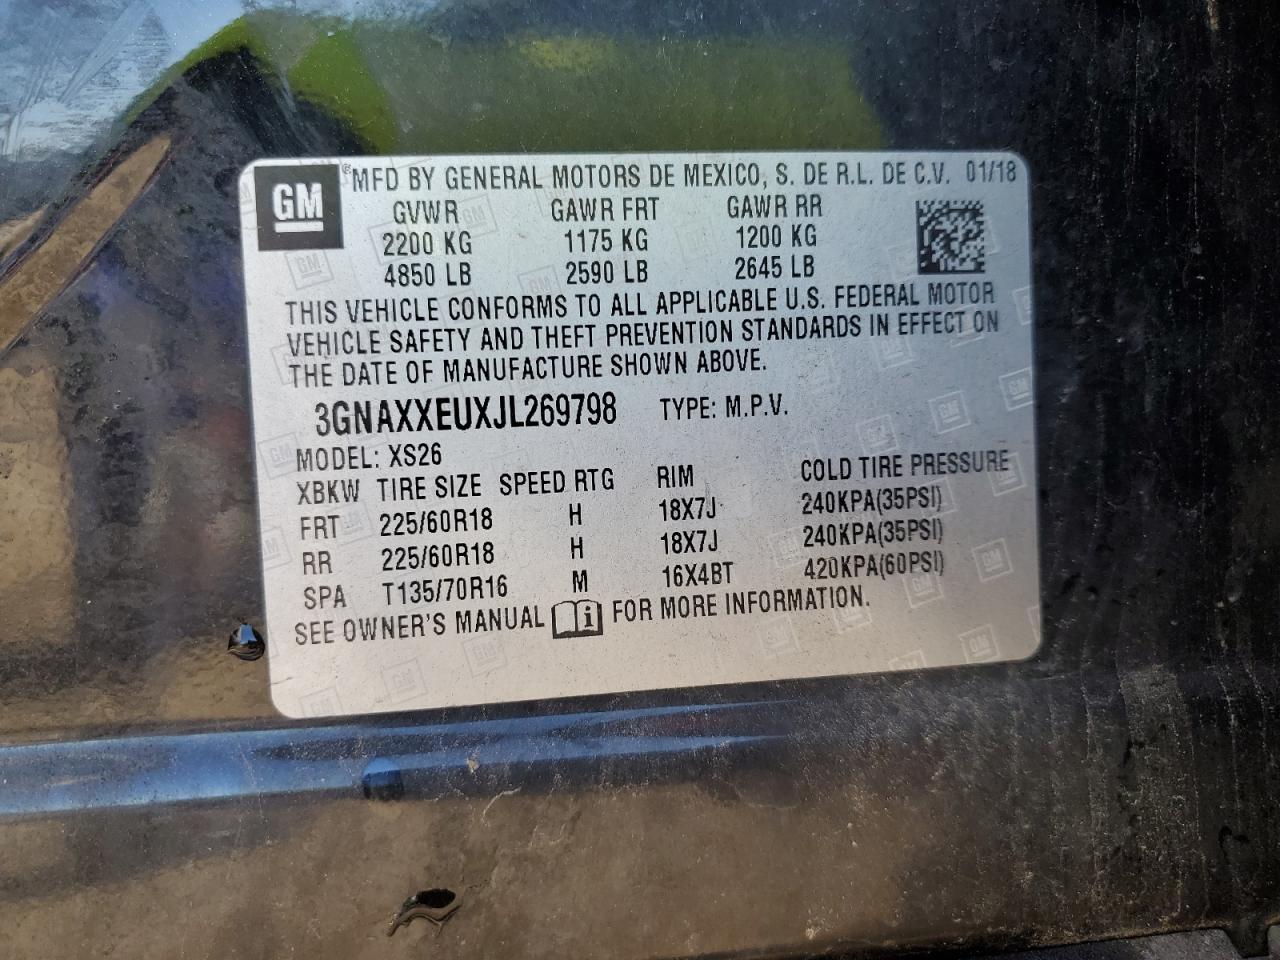 GM ® MFD BY GENERAL MOTORS DE MEXICO, S. DE R.L. DE C.V. 01/18
GVWR GAWR FRT GAWR RR
2200 KG 1175 KG 1200 KG
4850 LB 2590 LB 2645 LB
THIS VEHICLE CONFORMS TO ALL APPLICABLE U.S. FEDERAL MOTOR
VEHICLE SAFETY AND THEFT PREVENTION STANDARDS IN EFFECT ON
THE DATE OF MANUFACTURE SHOWN ABOVE.
3GNAXXEUXJL269798 TYPE: M.P.V.
MODEL: XS26
XBKW TIRE SIZE SPEED RTG RIM COLD TIRE PRESSURE
FRT 225/60R18 H 18X7J 240KPA(35PSI)
RR 225/60R18 H 18X7J 240KPA(35PSI)
SPA T135/70R16 M 16X4BT 420KPA(60PSI)
SEE OWNER'S MANUAL i FOR MORE INFORMATION.